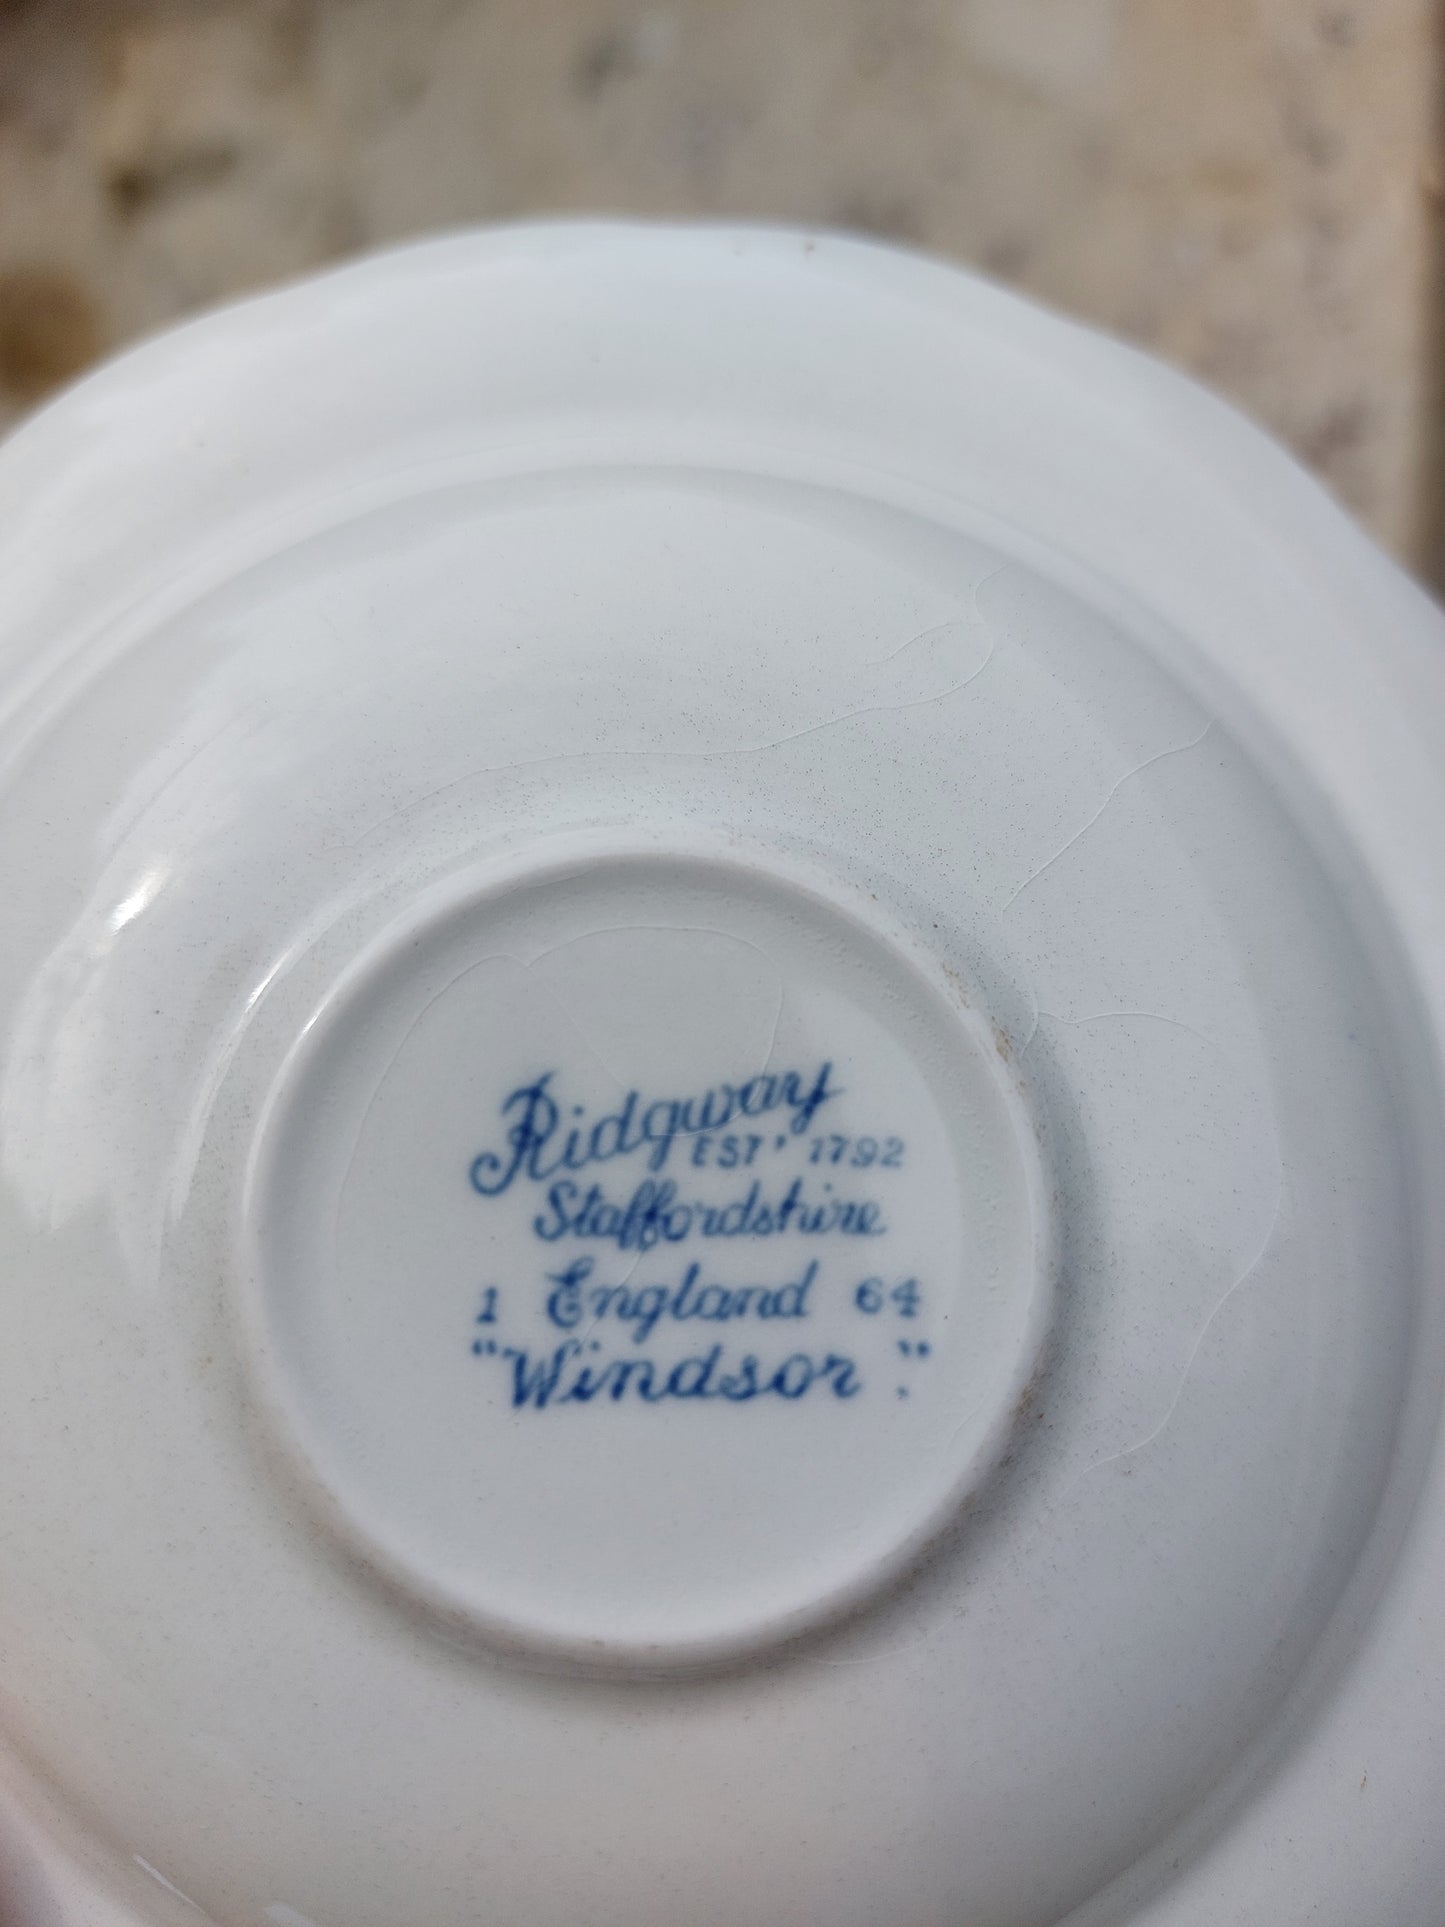 Ridgway
EST' 1792
Staffordshire
1 England 64
"Windsor."